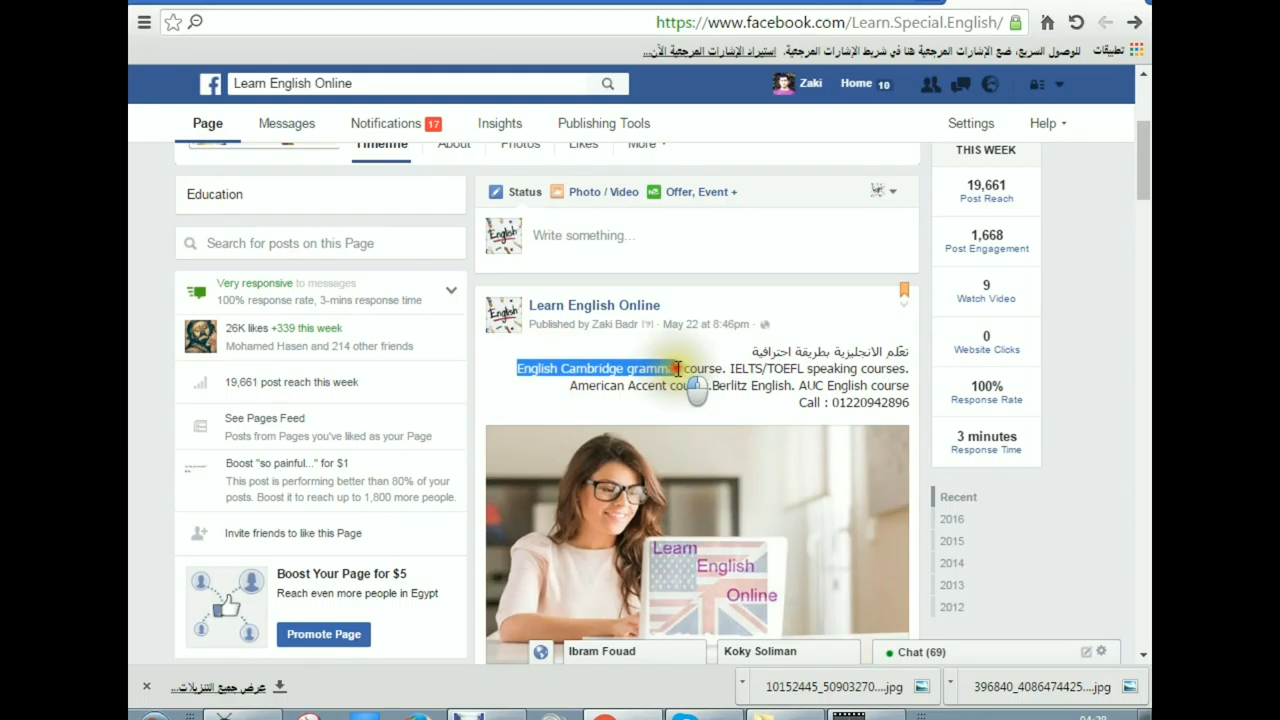 https://www.facebook.com/Learn.Special.English/
تطبيقات
للوصول السريع، ضع الإشارات المرجعية هنا في شريط الإشارات المرجعية. استيراد الإشارات المرجعية الآن...
Learn English Online
Zaki
Home 10
Page
Messages
Notifications 17
Insights
Publishing Tools
Settings
Help
Timeline
About
Photos
Likes
More
Education
Search for posts on this Page
Very responsive to messages
100% response rate, 3-mins response time
26K likes +339 this week
Mohamed Hasen and 214 other friends
19,661 post reach this week
See Pages Feed
Posts from Pages you've liked as your Page
Boost "so painful..." for $1
This post is performing better than 80% of your
posts. Boost it to reach up to 1,800 more people.
Invite friends to like this Page
Boost Your Page for $5
Reach even more people in Egypt
Promote Page
Status
Photo / Video
Offer, Event +
English
Write something...
English
Learn English Online
Published by Zaki Badr [?] · May 22 at 8:46pm ·
تعّلم الانجليزية بطريقة احترافية
English Cambridge grammar course. IELTS/TOEFL speaking courses.
American Accent .Berlitz English. AUC English course
Call : 01220942896
Learn
English
Online
THIS WEEK
19,661
Post Reach
1,668
Post Engagement
9
Watch Video
0
Website Clicks
100%
Response Rate
3 minutes
Response Time
Recent
2016
2015
2014
2013
2012
Ibram Fouad
Koky Soliman
Chat (69)
عرض جميع التنزيلات...
10152445_50903270....jpg
396840_4086474425....jpg